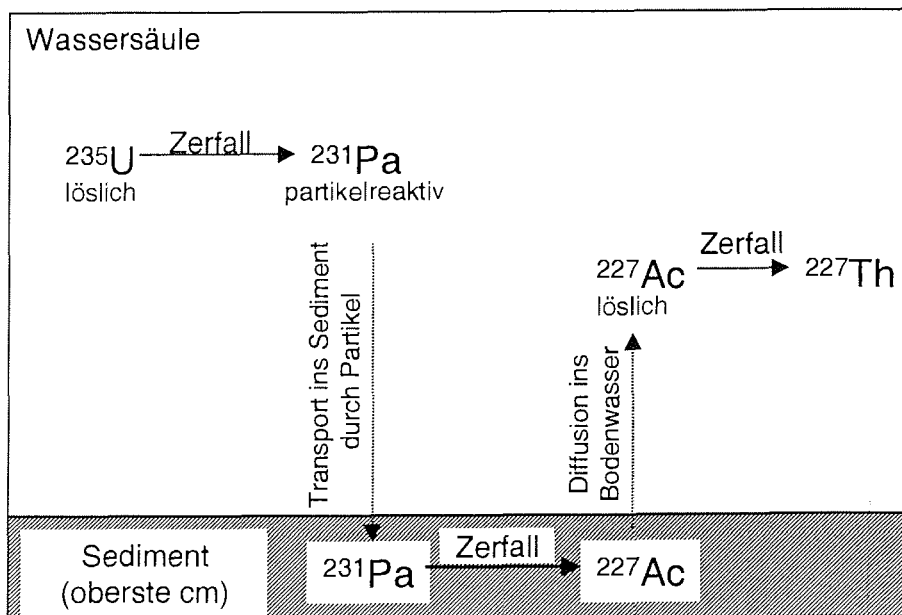 Wassersäule
Zerfall
²³⁵U
löslich
²³¹Pa
partikelreaktiv
Transport ins Sediment
durch Partikel
Zerfall
²²⁷Ac
löslich
²²⁷Th
Diffusion ins
Bodenwasser
Sediment
(oberste cm)
²³¹Pa
Zerfall
²²⁷Ac